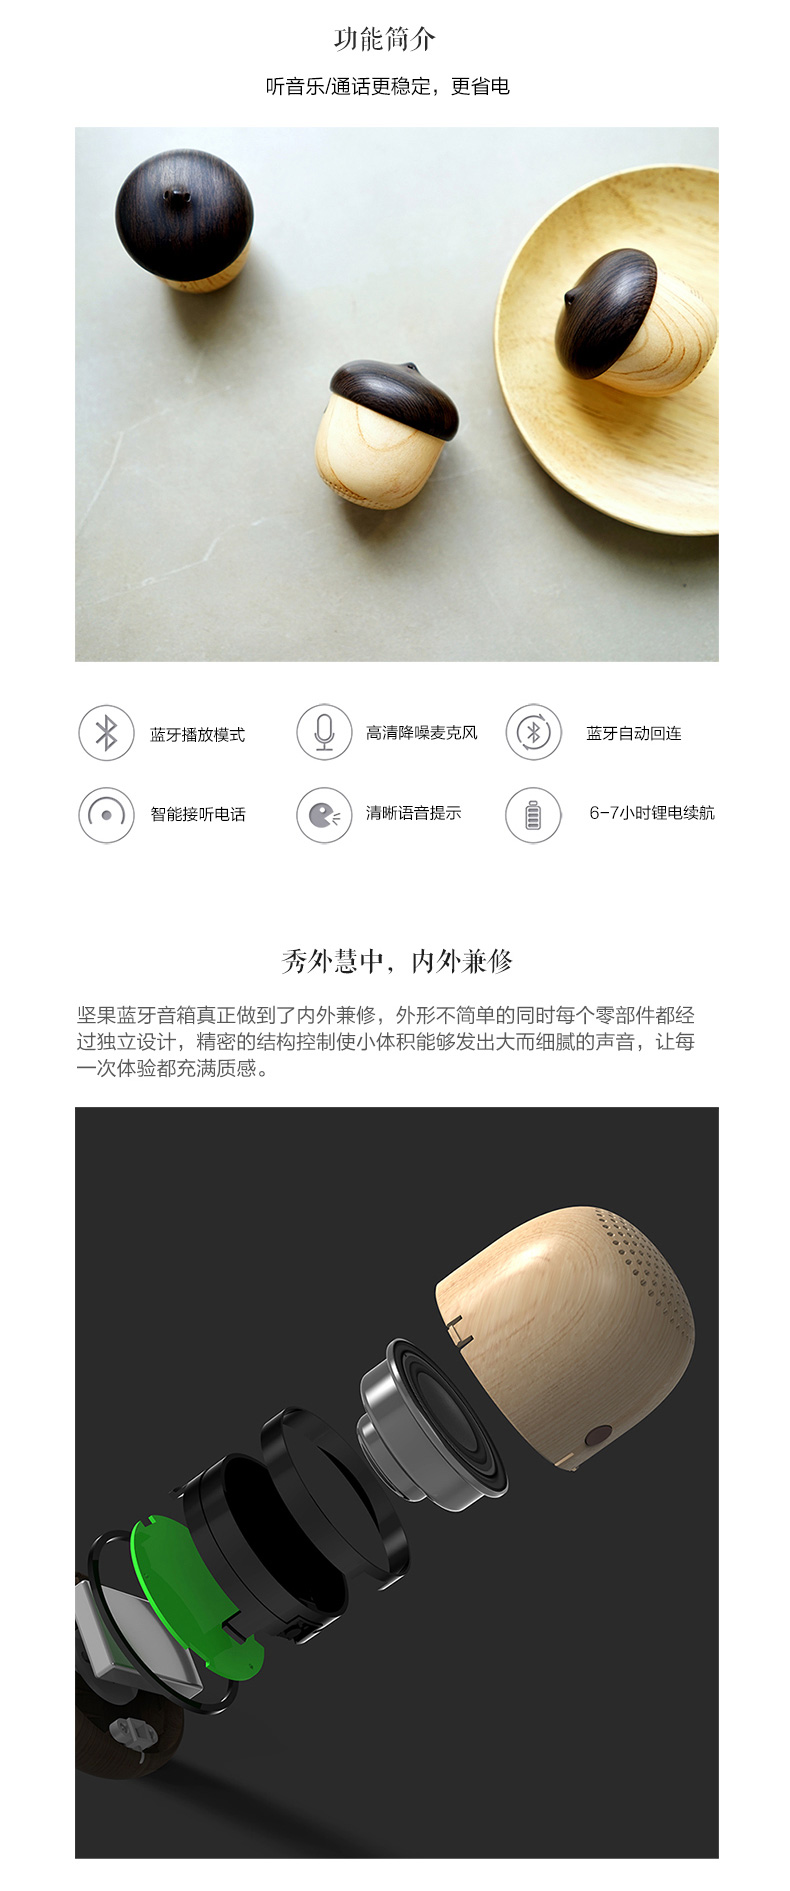 功能简介
听音乐/通话更稳定，更省电
蓝牙播放模式
高清降噪麦克风
蓝牙自动回连
智能接听电话
清晰语音提示
6-7小时锂电续航
秀外慧中，内外兼修
坚果蓝牙音箱真正做到了内外兼修，外形不简单的同时每个零部件都经
过独立设计，精密的结构控制使小体积能够发出大而细腻的声音，让每
一次体验都充满质感。